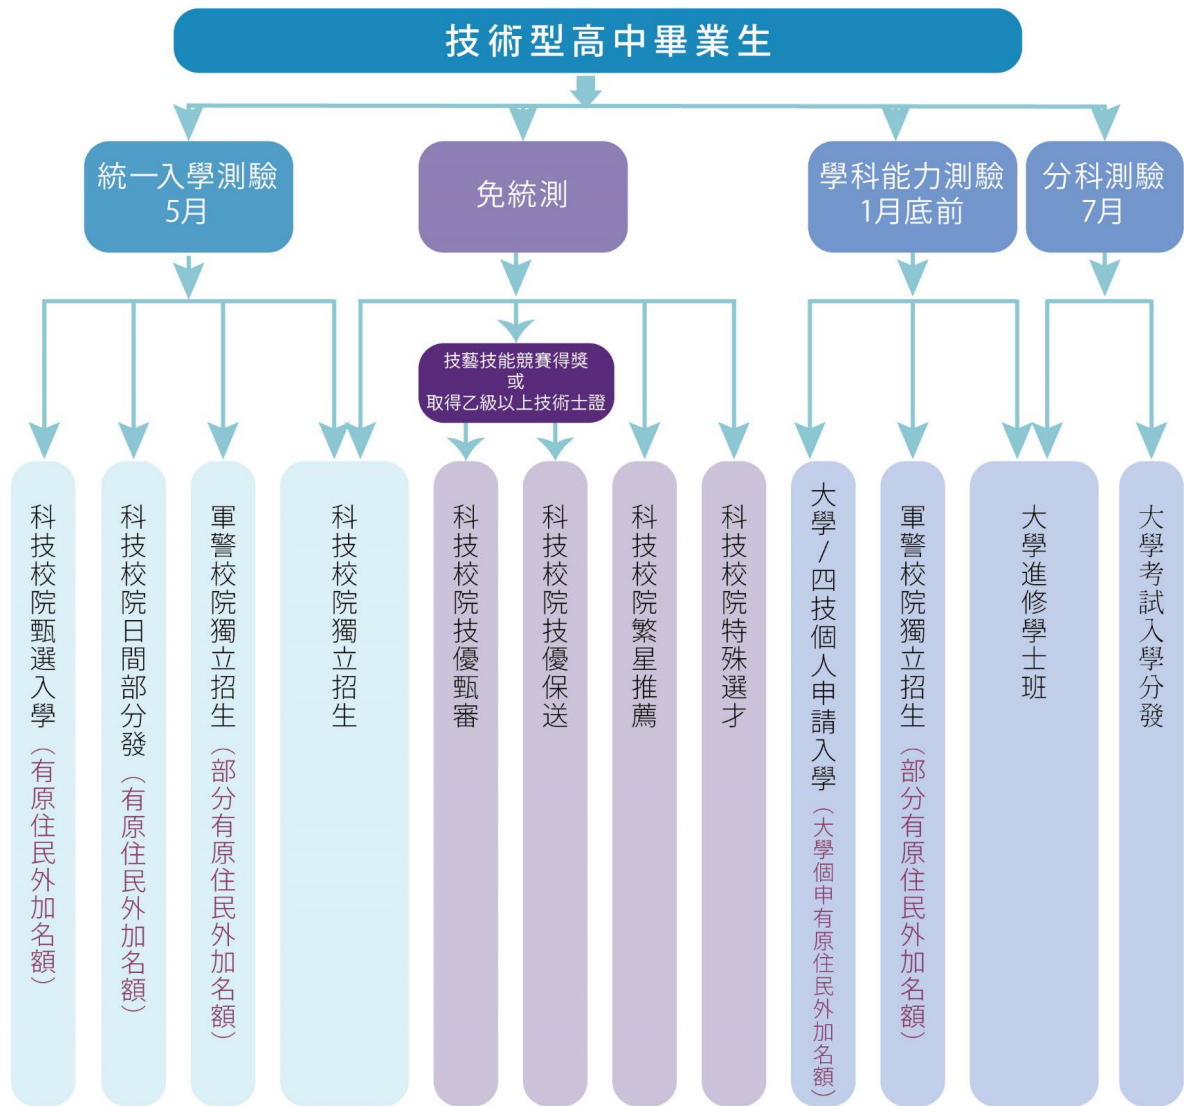 技術型高中畢業生
統一入學測驗
5月
免統測
學科能力測驗
1月底前
分科測驗
7月
技藝技能競賽得獎
或
取得乙級以上技術士證
科技校院甄選入學（有原住民外加名額）
科技校院日間部分發（有原住民外加名額）
軍警校院獨立招生（部分有原住民外加名額）
科技校院獨立招生
科技校院技優甄審
科技校院技優保送
科技校院繁星推薦
科技校院特殊選才
大學/四技個人申請入學（大學個申有原住民外加名額）
軍警校院獨立招生（部分有原住民外加名額）
大學進修學士班
大學考試入學分發